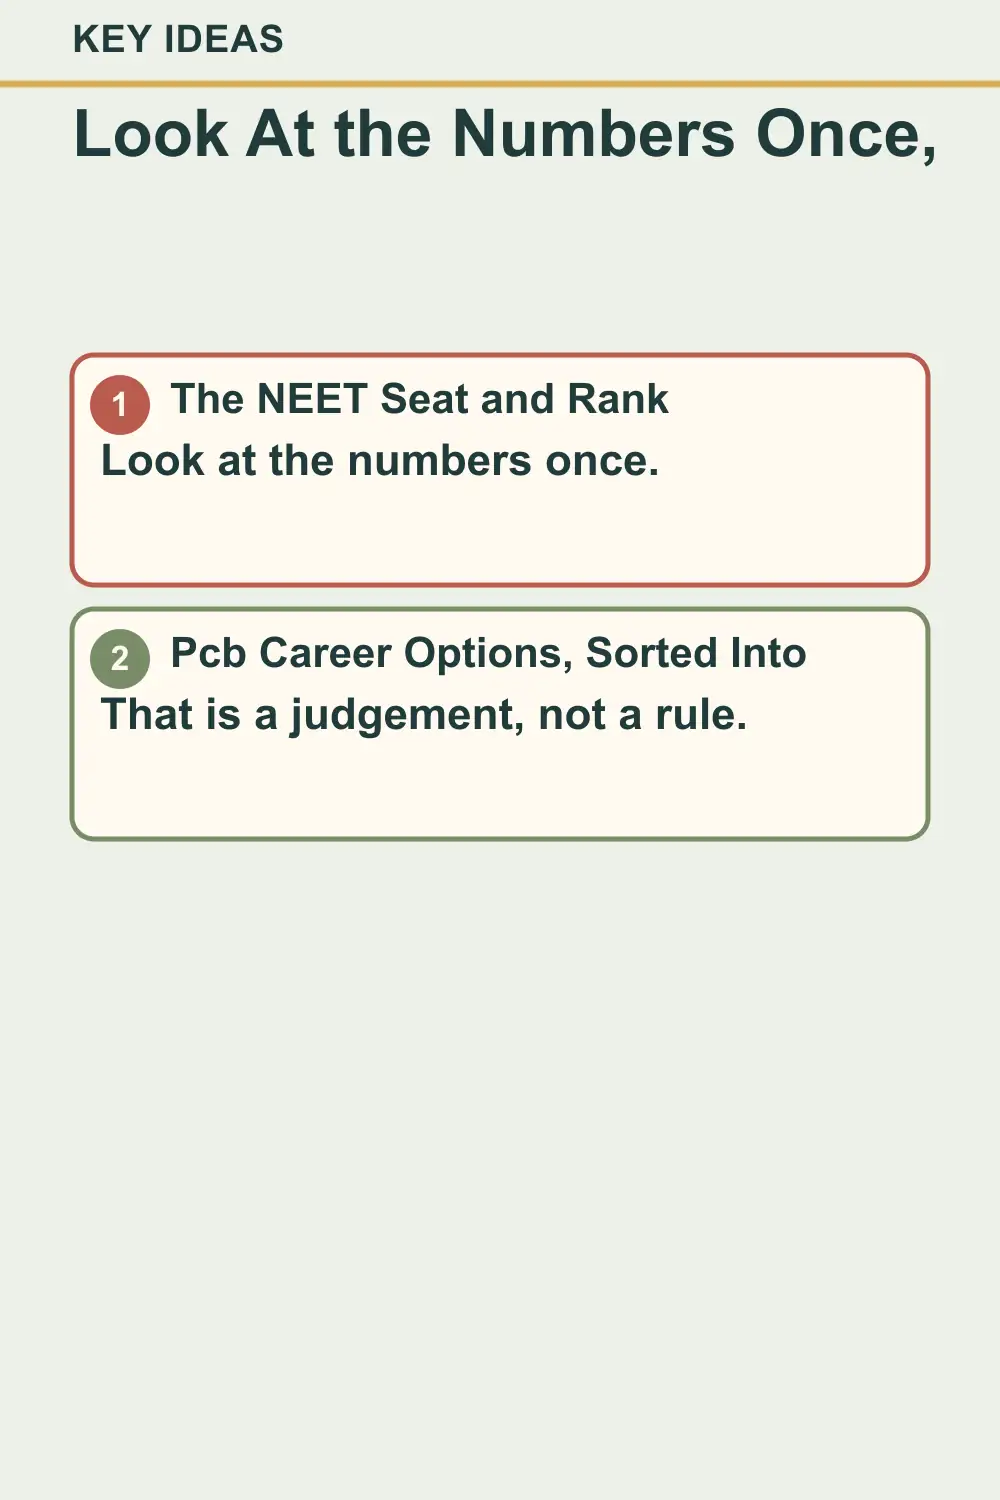 KEY IDEAS
Look At the Numbers Once,
1 The NEET Seat and Rank
Look at the numbers once.
2 Pcb Career Options, Sorted Into
That is a judgement, not a rule.